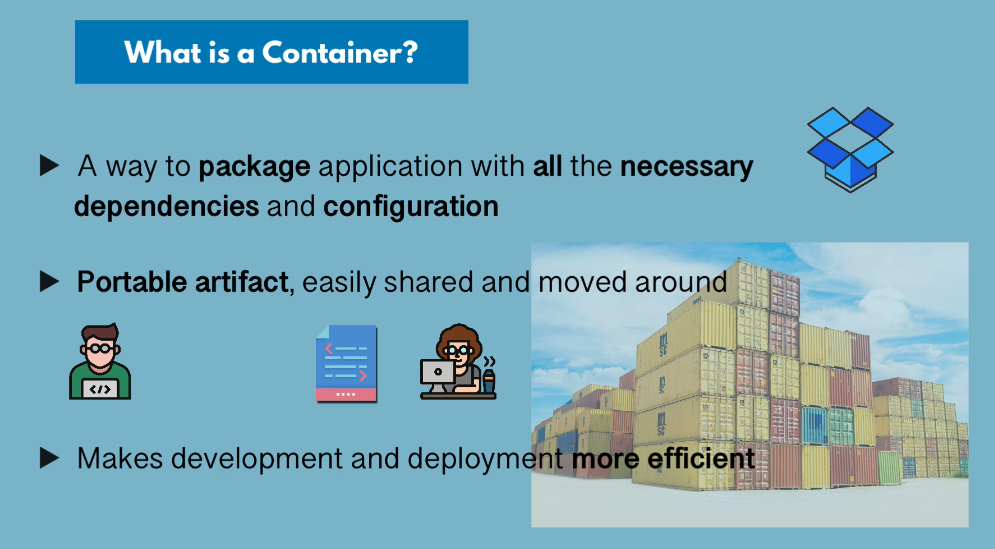 What is a Container?
A way to package application with all the necessary
dependencies and configuration
Portable artifact, easily shared and moved around
Makes development and deployment more efficient